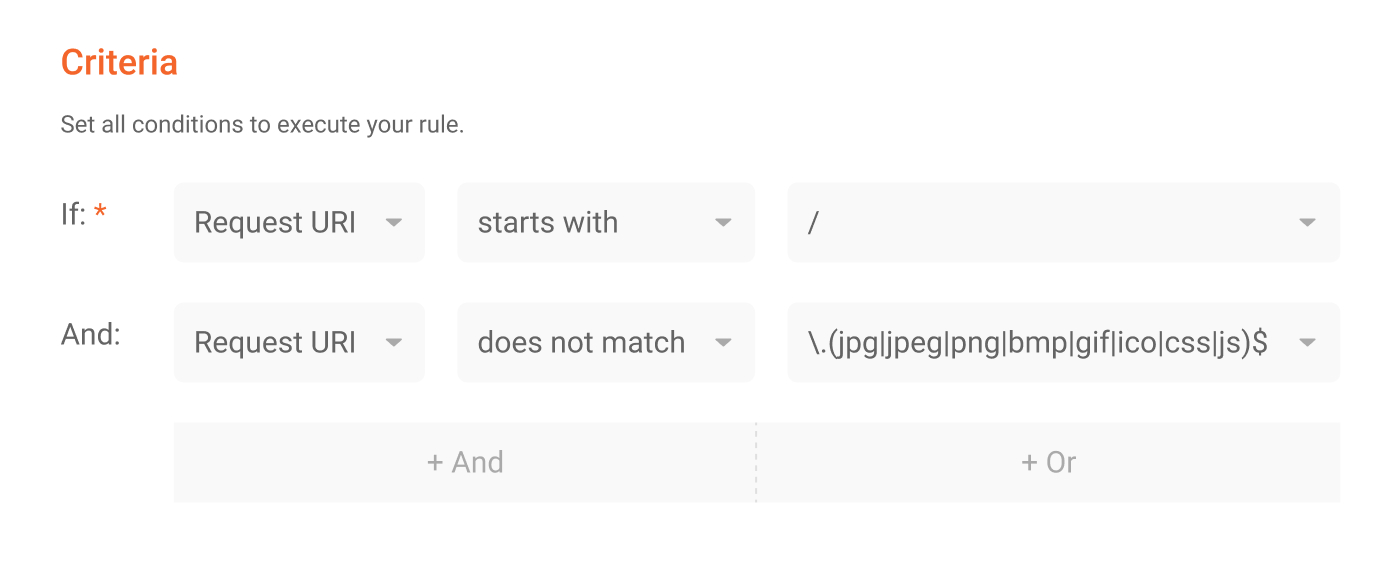 Criteria
Set all conditions to execute your rule.
If: * Request URI starts with /
And: Request URI does not match \.(jpg|jpeg|png|bmp|gif|ico|css|js)$
+ And + Or